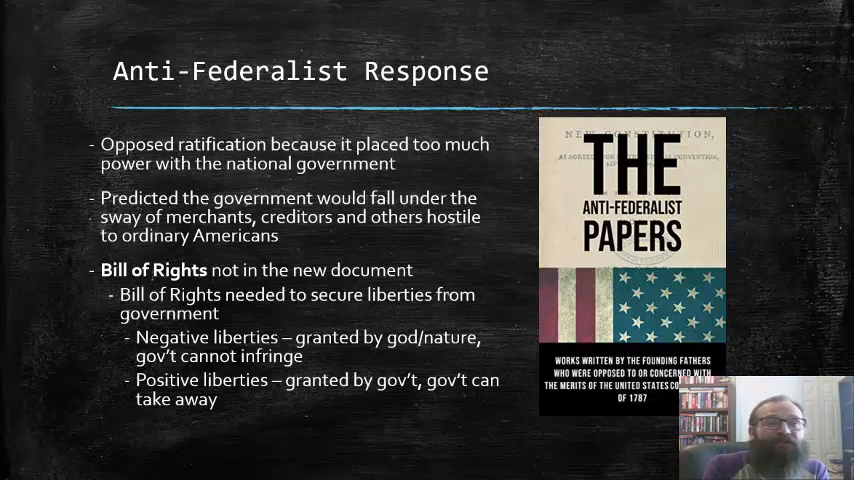 Anti-Federalist Response
- Opposed ratification because it placed too much
power with the national government
- Predicted the government would fall under the
sway of merchants, creditors and others hostile
to ordinary Americans
- Bill of Rights not in the new document
- Bill of Rights needed to secure liberties from
government
- Negative liberties – granted by god/nature,
gov't cannot infringe
- Positive liberties – granted by gov't, gov't can
take away
NEW CONSTITUTION,
THE
ANTI-FEDERALIST
PAPERS
WORKS WRITTEN BY THE FOUNDING FATHERS
WHO WERE OPPOSED TO OR CONCERNED WITH
THE MERITS OF THE UNITED STATES
OF 1787